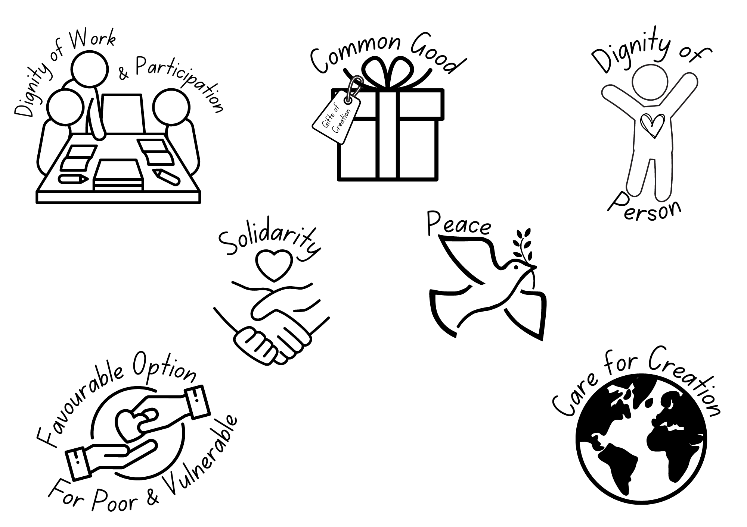 Dignity of Work
& Participation
Common Good
Gifts of
Creation
Dignity of
Person
Solidarity
Peace
Favourable Option
For Poor & Vulnerable
Care for Creation